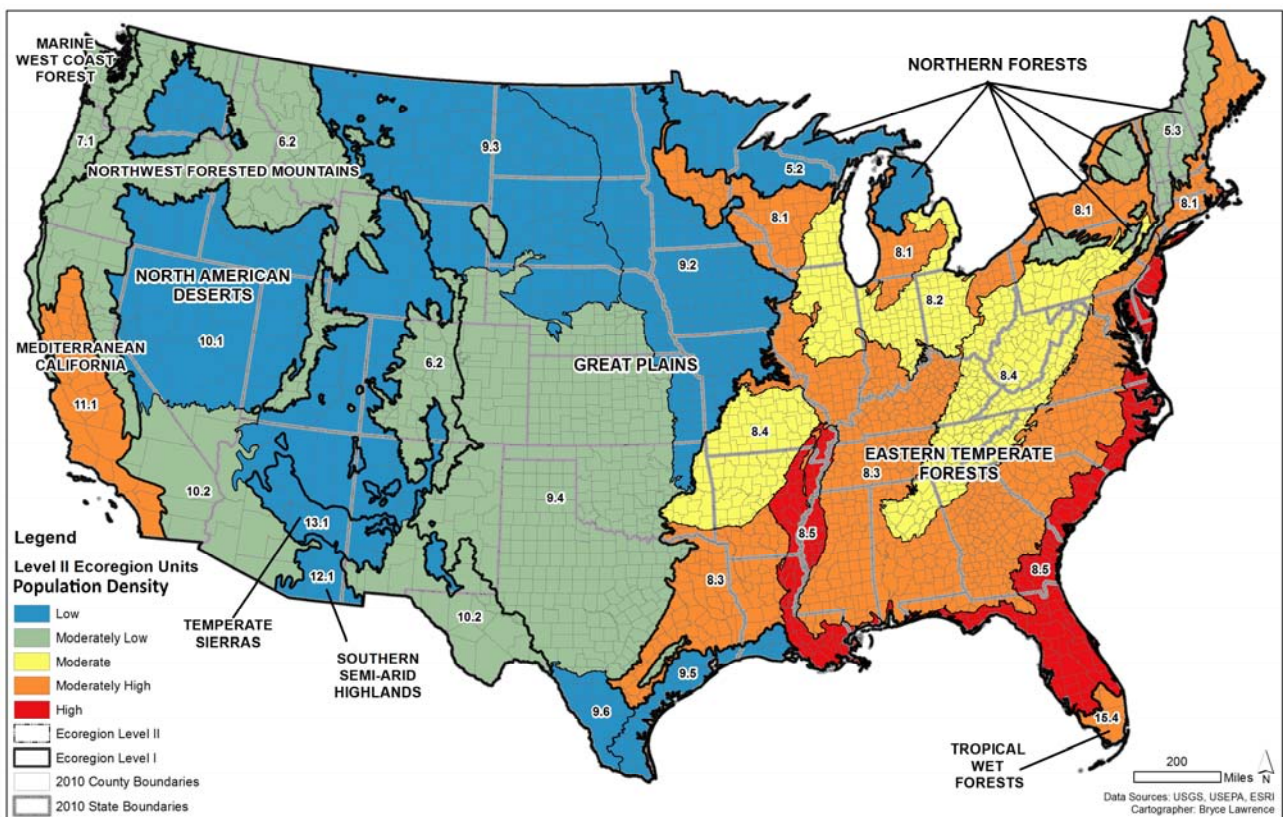 MARINE
WEST COAST
FOREST
NORTHERN FORESTS
7.1
6.2
NORTHWEST FORESTED MOUNTAINS
9.3
5.2
5.3
8.1
8.1
8.1
8.1
9.2
NORTH AMERICAN
DESERTS
10.1
8.2
MEDITERRANEAN
CALIFORNIA
6.2
GREAT PLAINS
8.4
11.1
8.4
EASTERN TEMPERATE
FORESTS
8.3
10.2
9.4
13.1
8.5
12.1
8.3
8.5
10.2
TEMPERATE
SIERRAS
SOUTHERN
SEMI-ARID
HIGHLANDS
9.5
9.6
15.4
TROPICAL
WET
FORESTS
Legend
Level II Ecoregion Units
Population Density
Low
Moderately Low
Moderate
Moderately High
High
Ecoregion Level II
Ecoregion Level I
2010 County Boundaries
2010 State Boundaries
200
Miles
N
Data Sources: USGS, USEPA, ESRI
Cartographer: Bryce Lawrence